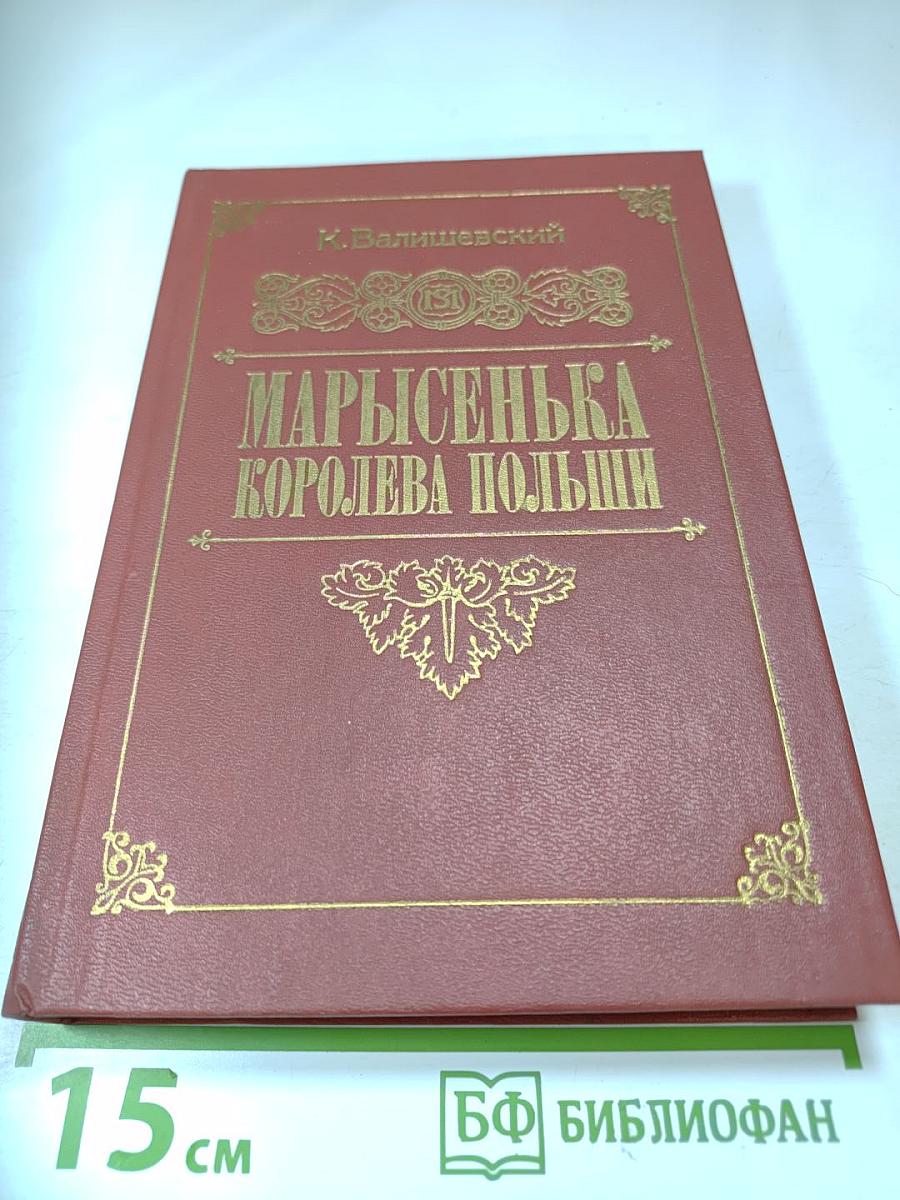 К. Валишевский
МАРЫСЕНЬКА
КОРОЛЕВА ПОЛЬШИ
15 см
БФ БИБЛИОФАН